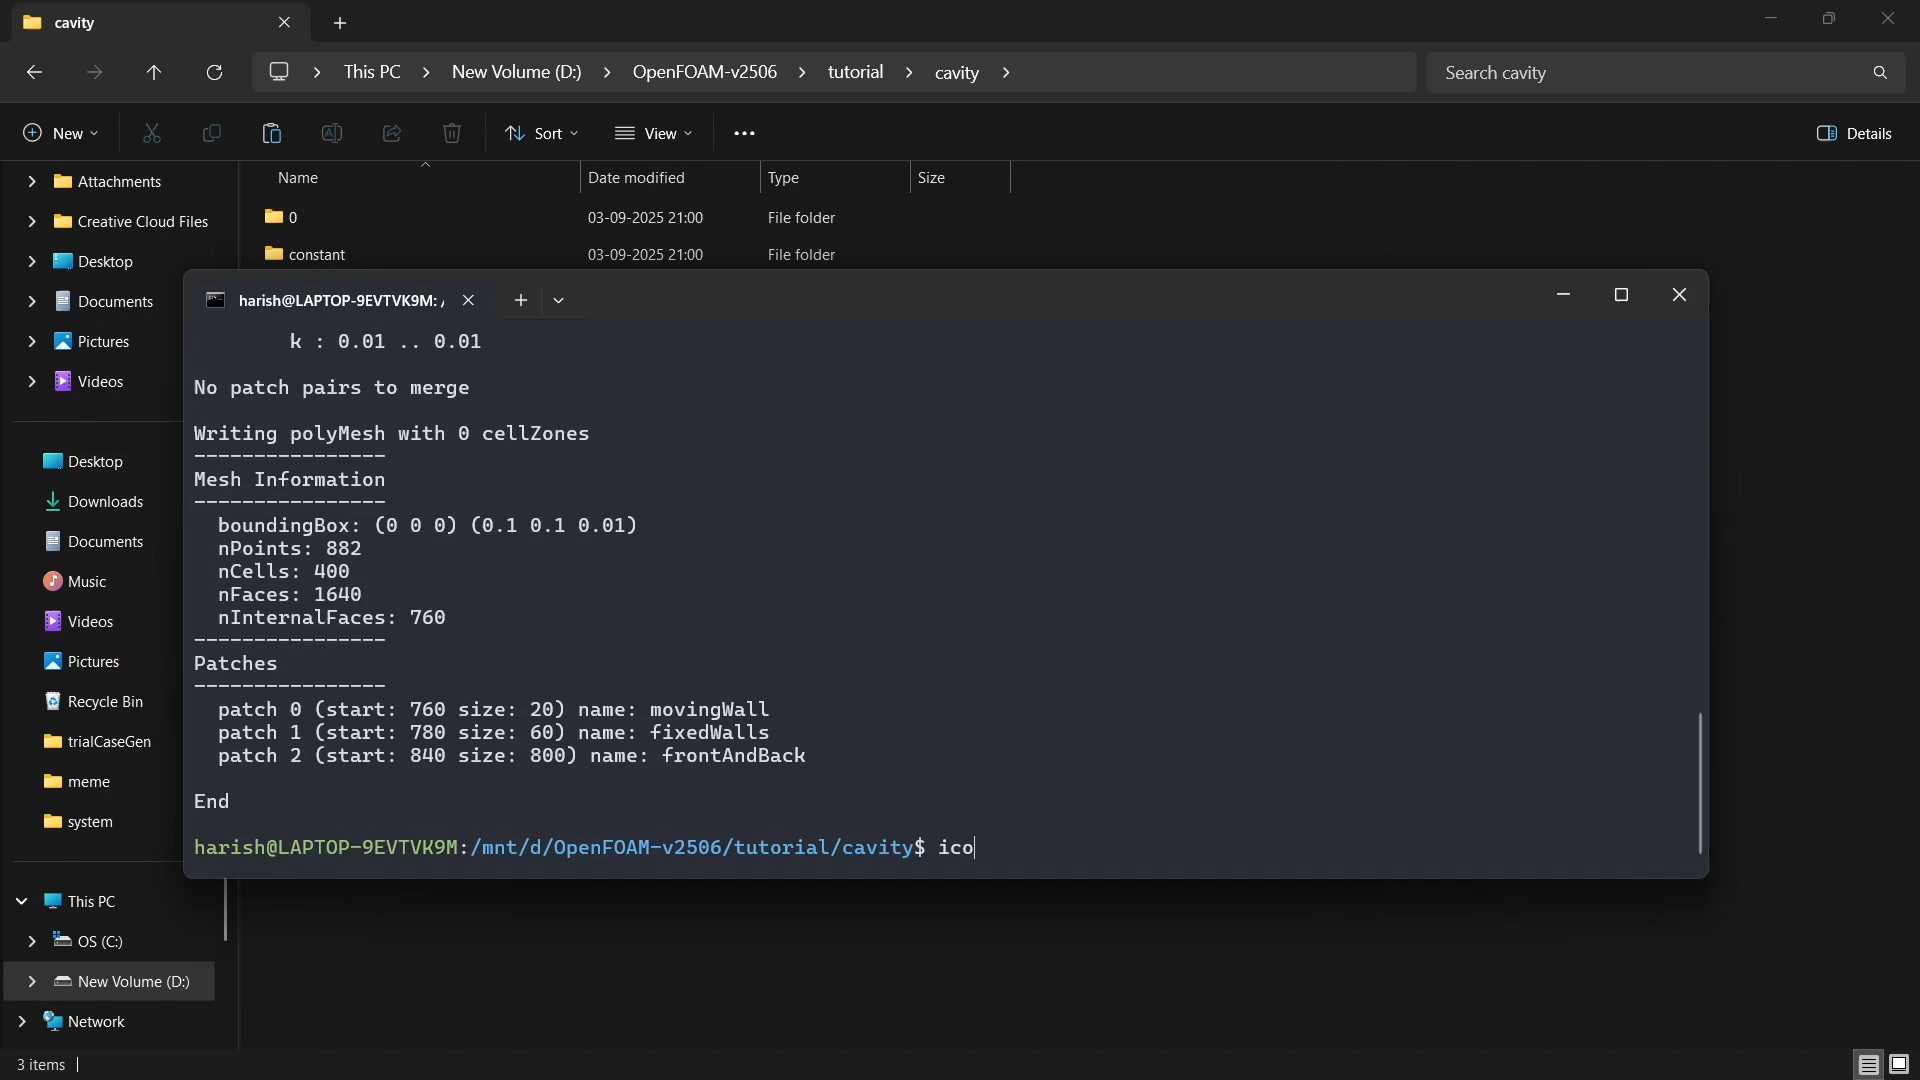 cavity
This PC
New Volume (D:)
OpenFOAM-v2506
tutorial
cavity
Search cavity
New
Sort
View
Details
Name
Date modified
Type
Size
0
03-09-2025 21:00
File folder
constant
03-09-2025 21:00
File folder
Attachments
Creative Cloud Files
Desktop
Documents
Pictures
Videos
Desktop
Downloads
Documents
Music
Videos
Pictures
Recycle Bin
trialCaseGen
meme
system
This PC
OS (C:)
New Volume (D:)
Network
3 items
harish@LAPTOP-9EVTVK9M: /
k : 0.01 .. 0.01
No patch pairs to merge
Writing polyMesh with 0 cellZones
----------------
Mesh Information
----------------
boundingBox: (0 0 0) (0.1 0.1 0.01)
nPoints: 882
nCells: 400
nFaces: 1640
nInternalFaces: 760
----------------
Patches
----------------
patch 0 (start: 760 size: 20) name: movingWall
patch 1 (start: 780 size: 60) name: fixedWalls
patch 2 (start: 840 size: 800) name: frontAndBack
End
harish@LAPTOP-9EVTVK9M:/mnt/d/OpenFOAM-v2506/tutorial/cavity$ ico